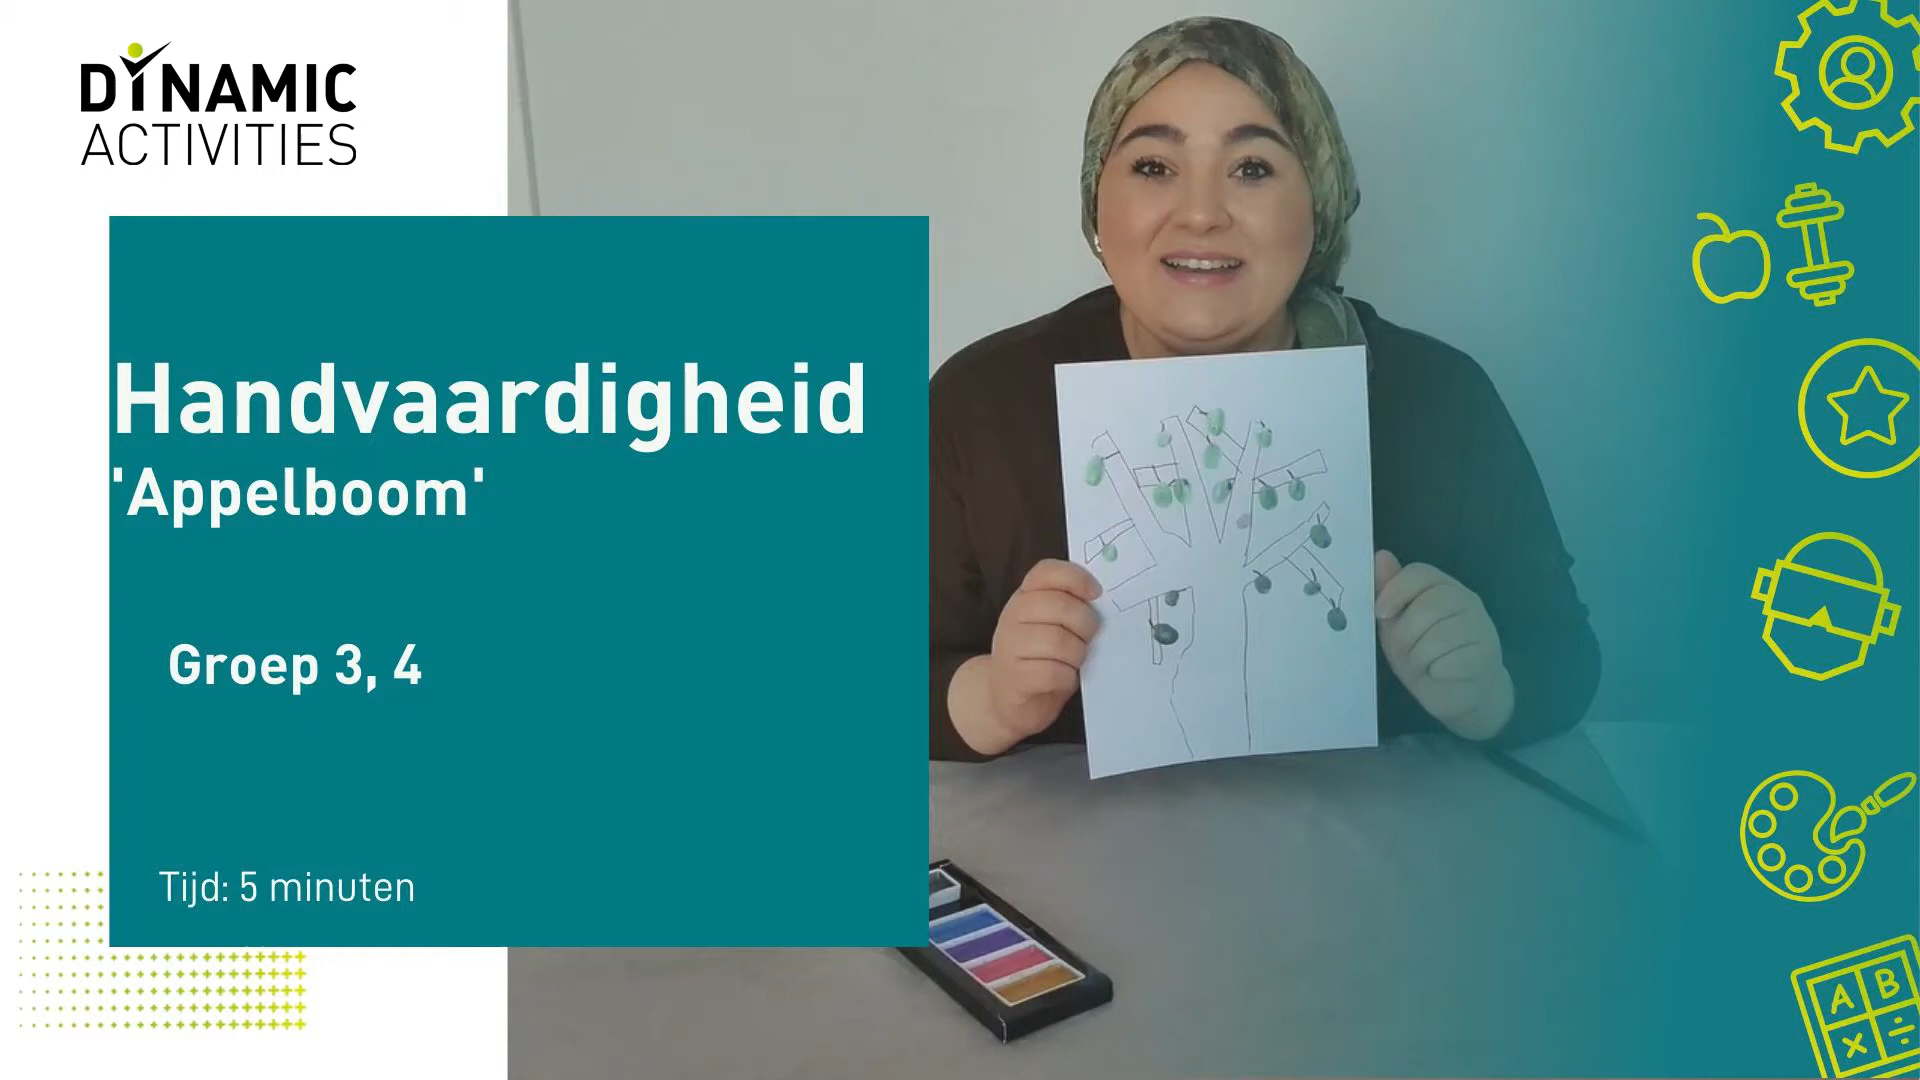 DYNAMIC
ACTIVITIES
Handvaardigheid
'Appelboom'
Groep 3, 4
Tijd: 5 minuten
A B
× ÷